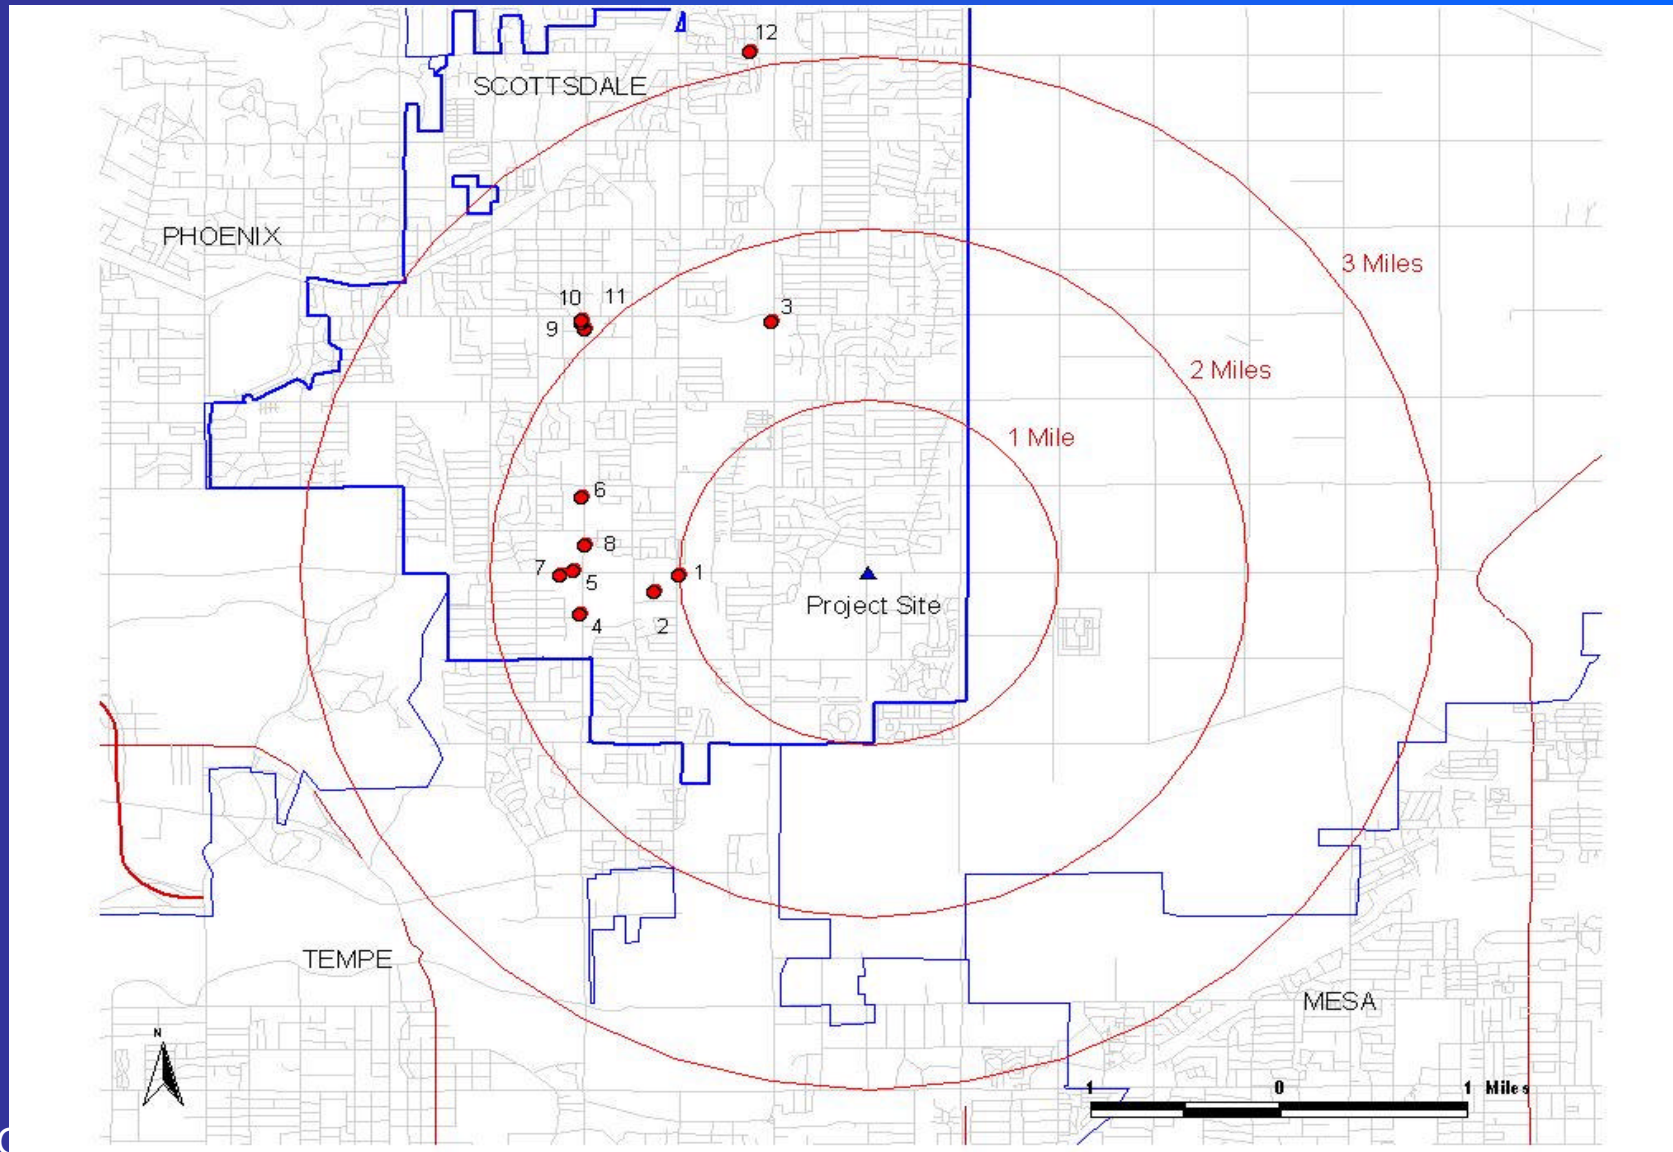 12
SCOTTSDALE
PHOENIX
3 Miles
10 11
3
9
2 Miles
1 Mile
6
8
7
5
1
Project Site
4
2
TEMPE
MESA
N
1 0 1 Miles